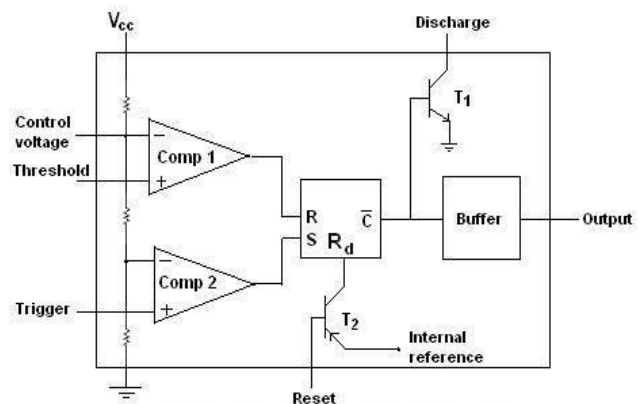 Vcc
Discharge
T1
Control
voltage
Threshold
−
Comp 1
+
R
C̅
S
Rd
Buffer
Output
−
Comp 2
+
Trigger
T2
Internal
reference
Reset